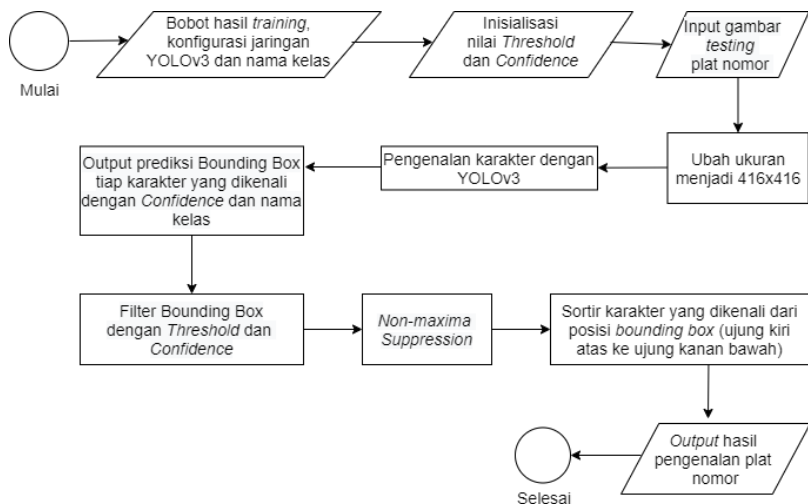 Mulai
Bobot hasil training,
konfigurasi jaringan
YOLOv3 dan nama kelas
Inisialisasi
nilai Threshold
dan Confidence
Input gambar
testing
plat nomor
Ubah ukuran
menjadi 416x416
Pengenalan karakter dengan
YOLOv3
Output prediksi Bounding Box
tiap karakter yang dikenali
dengan Confidence dan nama
kelas
Filter Bounding Box
dengan Threshold dan
Confidence
Non-maxima
Suppression
Sortir karakter yang dikenali dari
posisi bounding box (ujung kiri
atas ke ujung kanan bawah)
Output hasil
pengenalan plat
nomor
Selesai